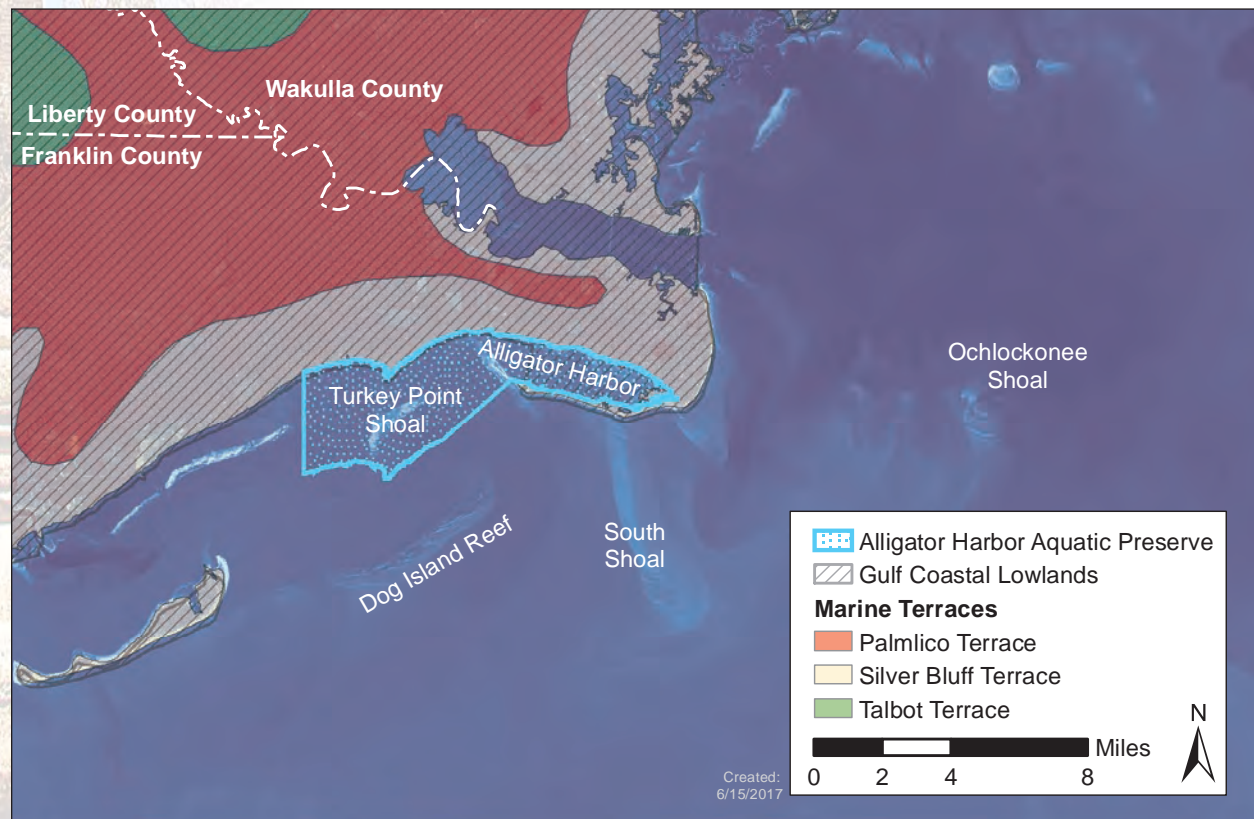 Wakulla County
Liberty County
Franklin County
Alligator Harbor
Turkey Point
Shoal
Ochlockonee
Shoal
South
Shoal
Dog Island Reef
Alligator Harbor Aquatic Preserve
Gulf Coastal Lowlands
Marine Terraces
Palmlico Terrace
Silver Bluff Terrace
Talbot Terrace
N
Miles
0 2 4 8
Created:
6/15/2017